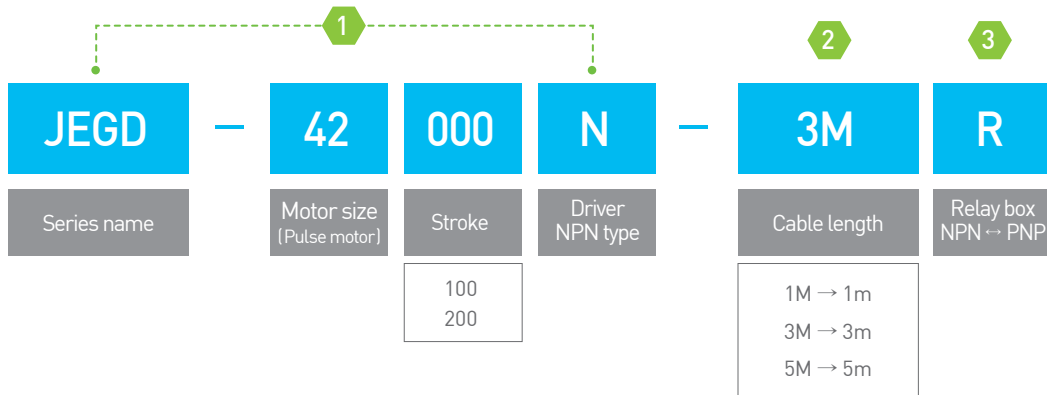 1
2
3
JEGD — 42 000 N — 3M R
Series name
Motor size
(Pulse motor)
Stroke
Driver
NPN type
Cable length
Relay box
NPN ↔ PNP
100
200
1M → 1m
3M → 3m
5M → 5m